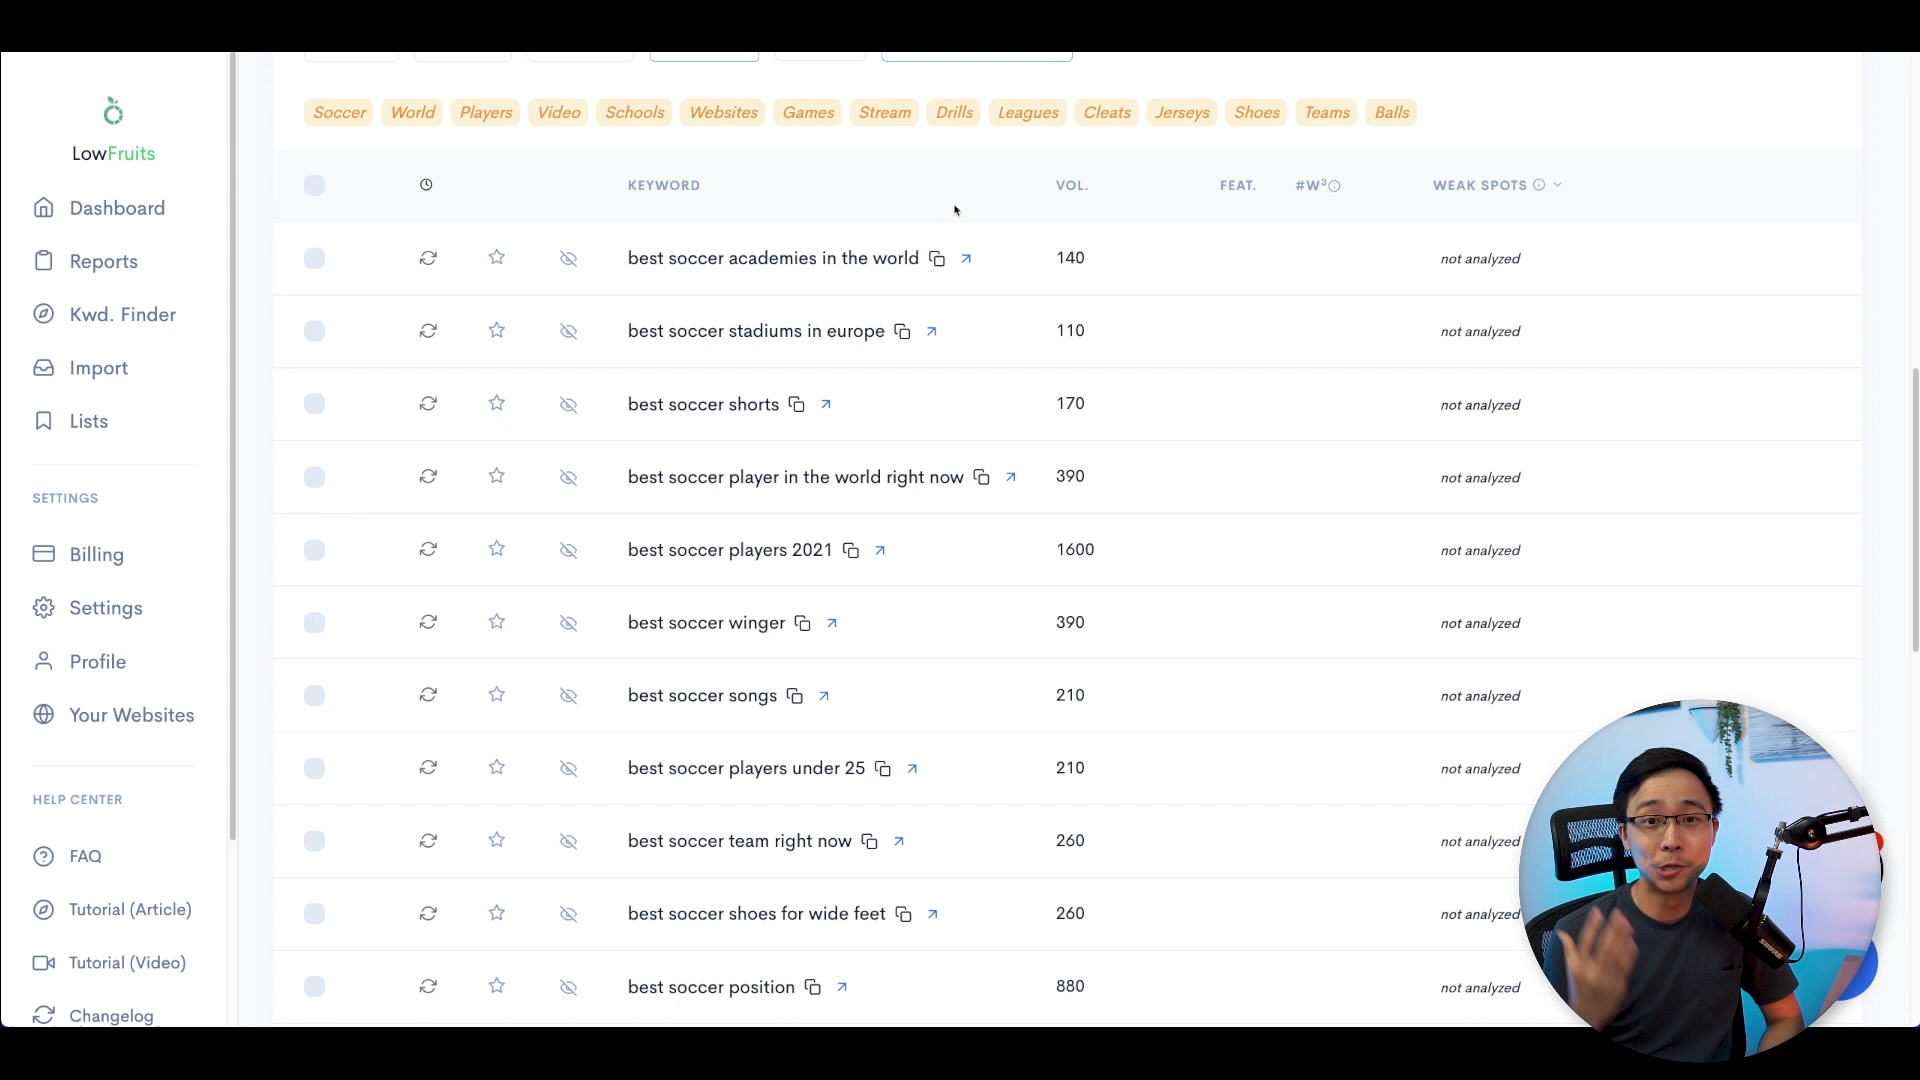 Soccer World Players Video Schools Websites Games Stream Drills Leagues Cleats Jerseys Shoes Teams Balls
LowFruits
Dashboard
Reports
Kwd. Finder
Import
Lists
SETTINGS
Billing
Settings
Profile
Your Websites
HELP CENTER
FAQ
Tutorial (Article)
Tutorial (Video)
Changelog
KEYWORD VOL. FEAT. #W³ WEAK SPOTS
best soccer academies in the world 140 not analyzed
best soccer stadiums in europe 110 not analyzed
best soccer shorts 170 not analyzed
best soccer player in the world right now 390 not analyzed
best soccer players 2021 1600 not analyzed
best soccer winger 390 not analyzed
best soccer songs 210 not analyzed
best soccer players under 25 210 not analyzed
best soccer team right now 260 not analyzed
best soccer shoes for wide feet 260 not analyzed
best soccer position 880 not analyzed
SHURE